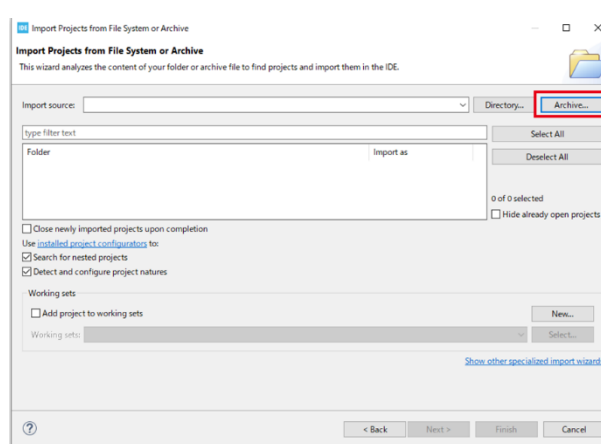 IDE Import Projects from File System or Archive
Import Projects from File System or Archive
This wizard analyzes the content of your folder or archive file to find projects and import them in the IDE.
Import source: Directory... Archive...
type filter text Select All
Folder Import as Deselect All
0 of 0 selected
Hide already open projects
Close newly imported projects upon completion
Use installed project configurators to:
Search for nested projects
Detect and configure project natures
Working sets
Add project to working sets New...
Working sets: Select...
Show other specialized import wizards
? < Back Next > Finish Cancel